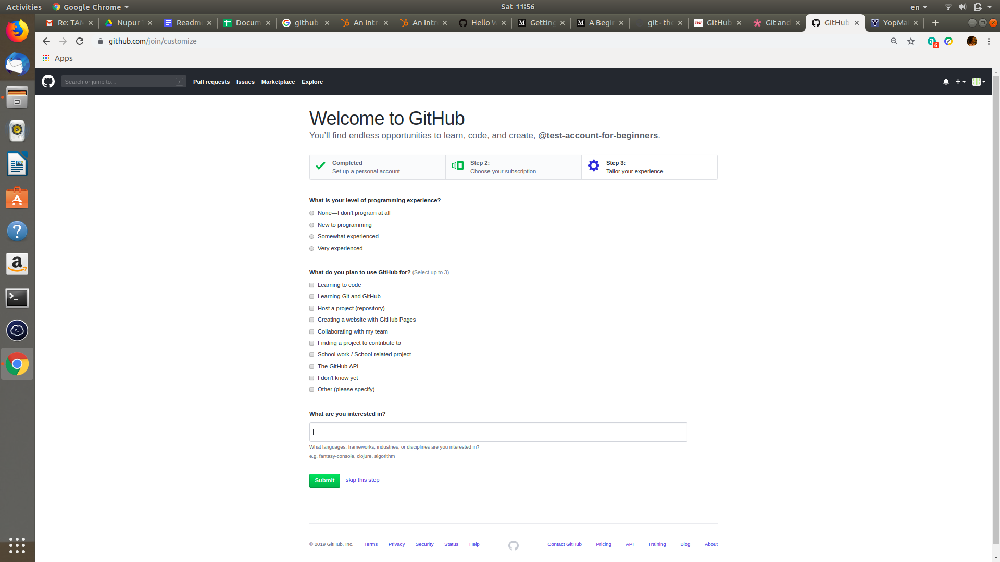 Activities Google Chrome Sat 11:56 en
Re: TAM Nupur Readm Docum github An Intr An Intr Hello W Getting A Begin git - the GitHub Git and GitHub YopMa
github.com/join/customize 6
Apps
Search or jump to… / Pull requests Issues Marketplace Explore
Welcome to GitHub
You’ll find endless opportunities to learn, code, and create, @test-account-for-beginners.
Completed
Set up a personal account
Step 2:
Choose your subscription
Step 3:
Tailor your experience
What is your level of programming experience?
None—I don't program at all
New to programming
Somewhat experienced
Very experienced
What do you plan to use GitHub for? (Select up to 3)
Learning to code
Learning Git and GitHub
Host a project (repository)
Creating a website with GitHub Pages
Collaborating with my team
Finding a project to contribute to
School work / School-related project
The GitHub API
I don't know yet
Other (please specify)
What are you interested in?
What languages, frameworks, industries, or disciplines are you interested in?
e.g. fantasy-console, clojure, algorithm
Submit skip this step
© 2019 GitHub, Inc. Terms Privacy Security Status Help Contact GitHub Pricing API Training Blog About